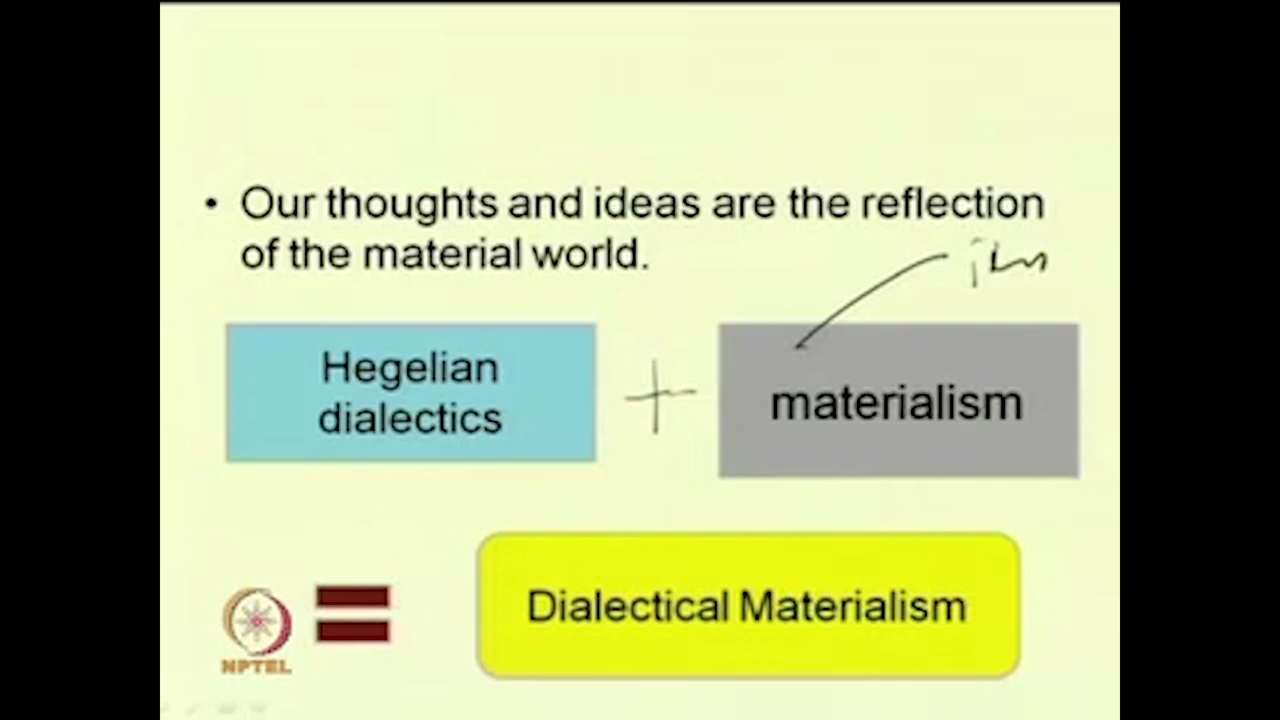 • Our thoughts and ideas are the reflection
of the material world.
Hegelian
dialectics
+
materialism
=
Dialectical Materialism
NPTEL